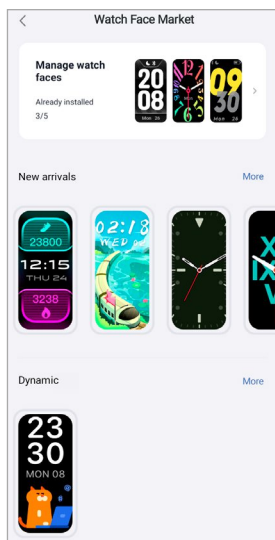 Watch Face Market
Manage watch
faces
Already installed
3/5
20
08
Mon 26
09
30
Mon 26
New arrivals
More
23800
12:15
THU 24
3238
02:18
WED
X
IX
V
Dynamic
More
23
30
MON 08